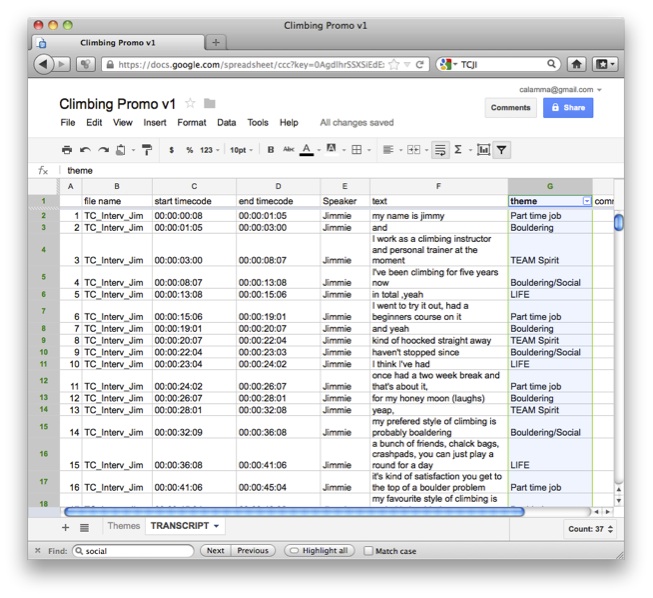 Climbing Promo v1
Climbing Promo v1
https://docs.google.com/spreadsheet/
TCJI
calamma@gmail.com
Climbing Promo v1
Comments
Share
File Edit View Insert Format Data Tools Help All changes saved
$ % 123 10pt B Abc A A Σ
fx theme
A B C D E F G
1 file name start timecode end timecode Speaker text theme comm
2 1 TC_Interv_Jim 00:00:00:08 00:00:01:05 Jimmie my name is jimmy Part time job
3 2 TC_Interv_Jim 00:00:01:05 00:00:03:00 Jimmie and Bouldering
I work as a climbing instructor
and personal trainer at the
4 3 TC_Interv_Jim 00:00:03:00 00:00:08:07 Jimmie moment TEAM Spirit
I've been climbing for five years
5 4 TC_Interv_Jim 00:00:08:07 00:00:13:08 Jimmie now Bouldering/Social
6 5 TC_Interv_Jim 00:00:13:08 00:00:15:06 Jimmie in total ,yeah LIFE
I went to try it out, had a
7 6 TC_Interv_Jim 00:00:15:06 00:00:19:01 Jimmie beginners course on it Part time job
8 7 TC_Interv_Jim 00:00:19:01 00:00:20:07 Jimmie and yeah Bouldering
9 8 TC_Interv_Jim 00:00:20:07 00:00:22:04 Jimmie kind of hoocked straight away TEAM Spirit
10 9 TC_Interv_Jim 00:00:22:04 00:00:23:03 Jimmie haven't stopped since Bouldering/Social
11 10 TC_Interv_Jim 00:00:23:04 00:00:24:02 Jimmie I think I've had LIFE
once had a two week break and
12 11 TC_Interv_Jim 00:00:24:02 00:00:26:07 Jimmie that's about it, Part time job
13 12 TC_Interv_Jim 00:00:26:07 00:00:28:01 Jimmie for my honey moon (laughs) Bouldering
14 13 TC_Interv_Jim 00:00:28:01 00:00:32:08 Jimmie yeap, TEAM Spirit
my prefered style of climbing is
15 14 TC_Interv_Jim 00:00:32:09 00:00:36:08 Jimmie probably boaldering Bouldering/Social
a bunch of friends, chalck bags,
crashpads, you can just play a
16 15 TC_Interv_Jim 00:00:36:08 00:00:41:06 Jimmie round for a day LIFE
it's kind of satisfaction you get to
17 16 TC_Interv_Jim 00:00:41:06 00:00:45:04 Jimmie the top of a boulder problem Part time job
18 my favourite style of climbing is
Themes TRANSCRIPT Count: 37
Find: social Next Previous Highlight all Match case